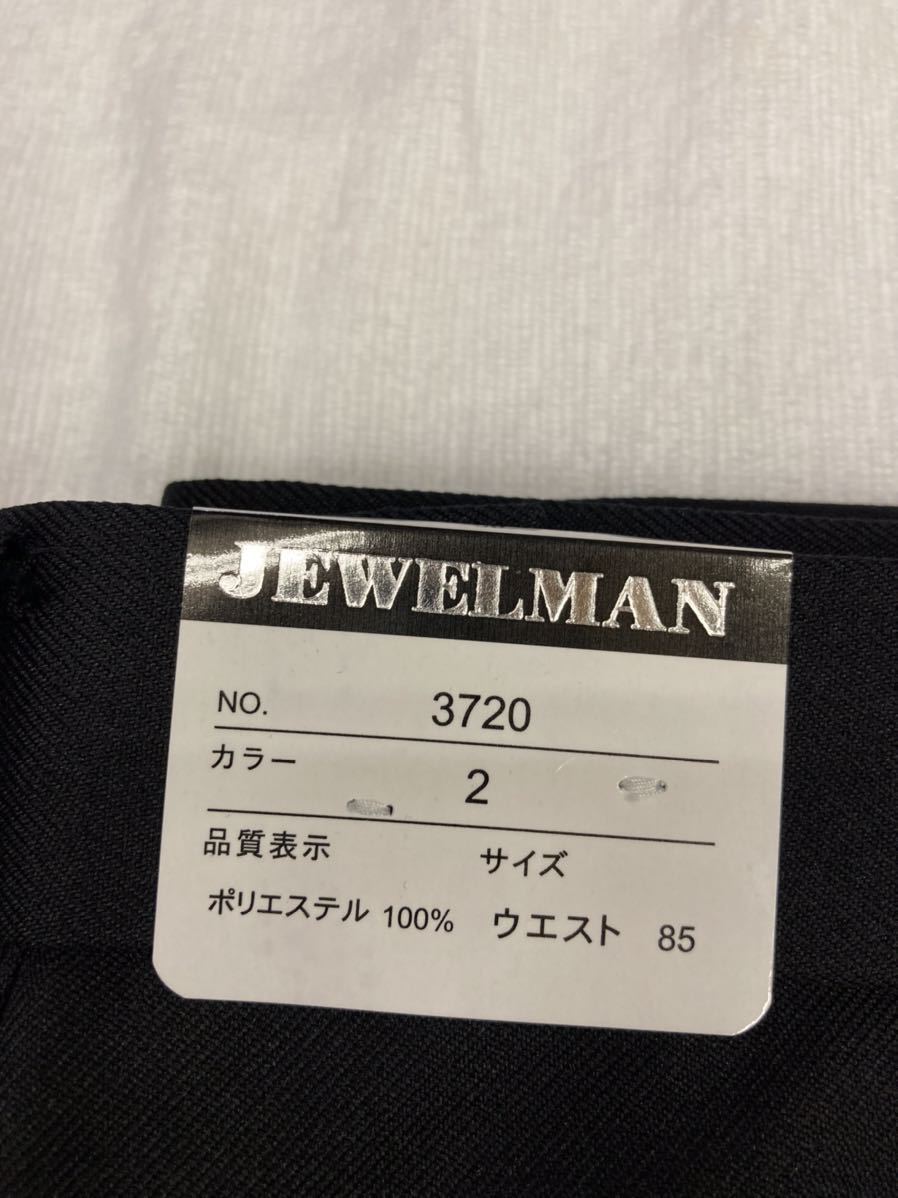 JEWELMAN
NO. 3720
カラー 2
品質表示 サイズ
ポリエステル 100% ウエスト 85